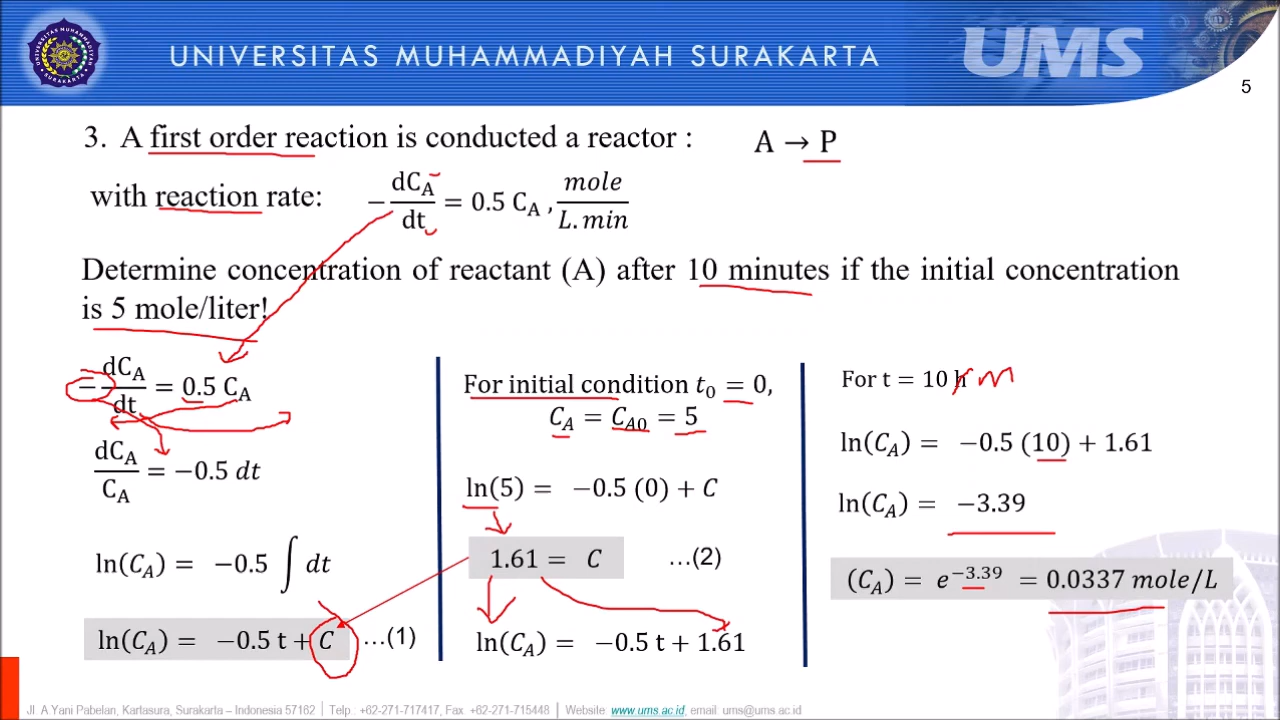 UNIVERSITAS MUHAMMADIYAH SURAKARTA
UMS
5
3. A first order reaction is conducted a reactor : A → P
with reaction rate: −dC_A/dt = 0.5 C_A , mole/L.min
Determine concentration of reactant (A) after 10 minutes if the initial concentration
is 5 mole/liter!
−dC_A/dt = 0.5 C_A
dC_A/C_A = −0.5 dt
ln(C_A) = −0.5 ∫ dt
ln(C_A) = −0.5 t + C …(1)
For initial condition t₀ = 0,
C_A = C_A0 = 5
ln(5) = −0.5 (0) + C
1.61 = C …(2)
ln(C_A) = −0.5 t + 1.61
For t = 10 h m
ln(C_A) = −0.5 (10) + 1.61
ln(C_A) = −3.39
(C_A) = e^−3.39 = 0.0337 mole/L
Jl. A Yani Pabelan, Kartasura, Surakarta – Indonesia 57162 | Telp.: +62-271-717417, Fax. +62-271-715448 | Website: www.ums.ac.id, email: ums@ums.ac.id